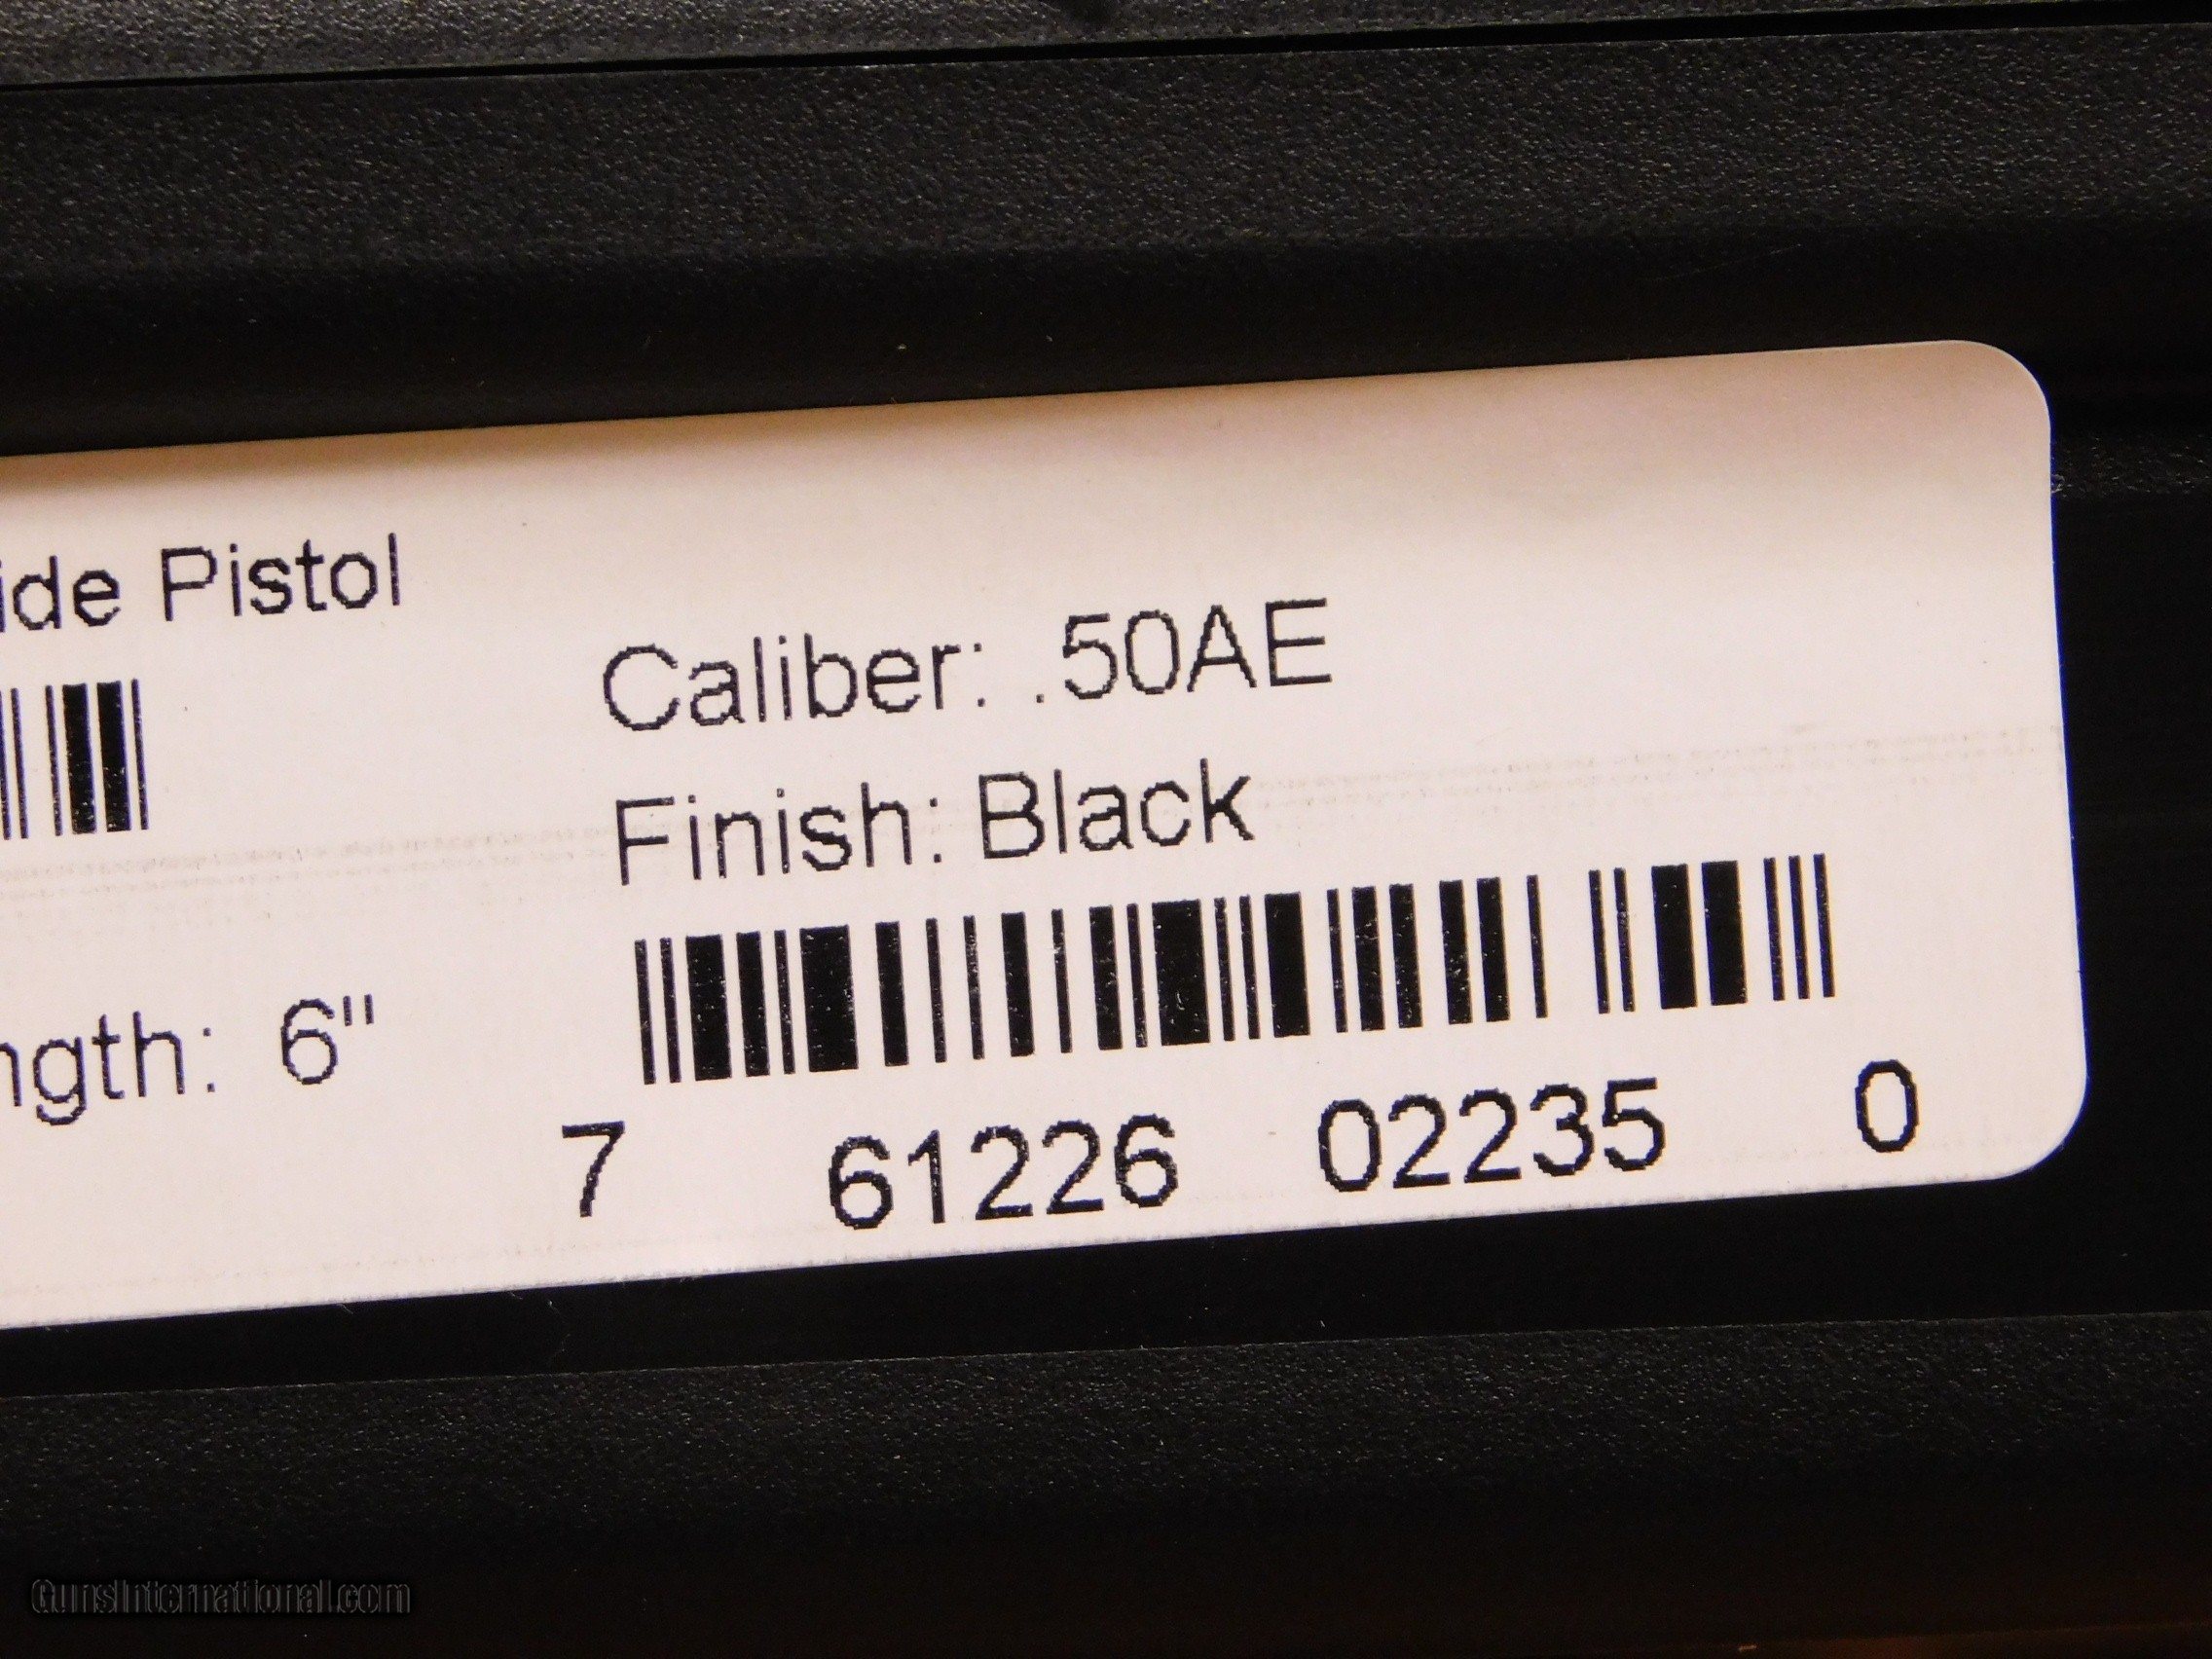 ide Pistol
Caliber: .50AE
Finish: Black
ngth: 6"
7 61226 02235 0
GunsInternational.com